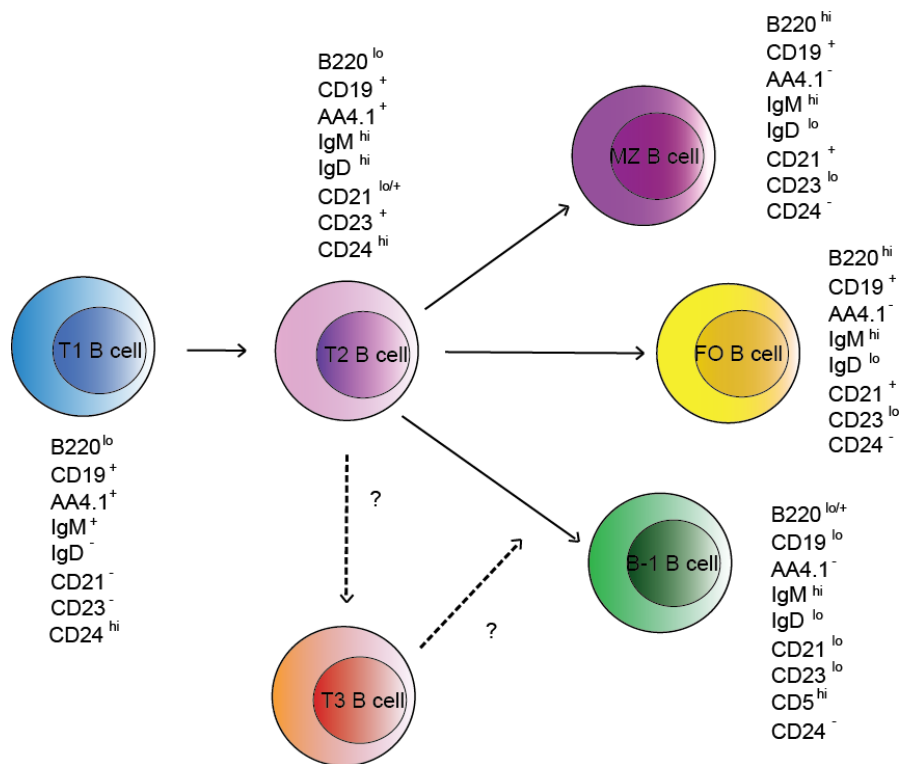 B220 lo
CD19 +
AA4.1 +
IgM hi
IgD hi
CD21 lo/+
CD23 +
CD24 hi
B220 hi
CD19 +
AA4.1 -
IgM hi
IgD lo
CD21 +
CD23 lo
CD24 -
MZ B cell
T1 B cell
T2 B cell
FO B cell
B220 hi
CD19 +
AA4.1 -
IgM hi
IgD lo
CD21 +
CD23 lo
CD24 -
B220 lo
CD19 +
AA4.1 +
IgM +
IgD -
CD21 -
CD23 -
CD24 hi
?
?
B-1 B cell
B220 lo/+
CD19 lo
AA4.1 -
IgM hi
IgD lo
CD21 lo
CD23 lo
CD5 hi
CD24 -
T3 B cell